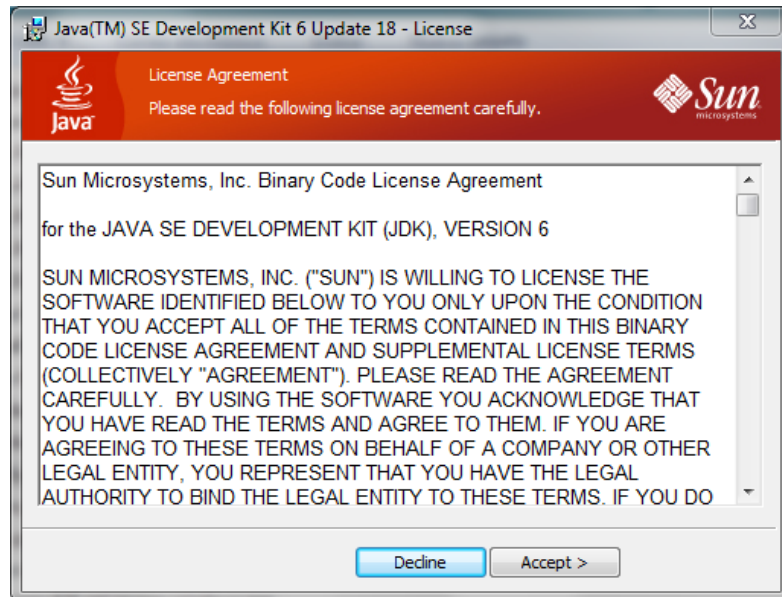 Java(TM) SE Development Kit 6 Update 18 - License
License Agreement
Please read the following license agreement carefully.
Java
Sun
microsystems
Sun Microsystems, Inc. Binary Code License Agreement
for the JAVA SE DEVELOPMENT KIT (JDK), VERSION 6
SUN MICROSYSTEMS, INC. ("SUN") IS WILLING TO LICENSE THE
SOFTWARE IDENTIFIED BELOW TO YOU ONLY UPON THE CONDITION
THAT YOU ACCEPT ALL OF THE TERMS CONTAINED IN THIS BINARY
CODE LICENSE AGREEMENT AND SUPPLEMENTAL LICENSE TERMS
(COLLECTIVELY "AGREEMENT"). PLEASE READ THE AGREEMENT
CAREFULLY.  BY USING THE SOFTWARE YOU ACKNOWLEDGE THAT
YOU HAVE READ THE TERMS AND AGREE TO THEM. IF YOU ARE
AGREEING TO THESE TERMS ON BEHALF OF A COMPANY OR OTHER
LEGAL ENTITY, YOU REPRESENT THAT YOU HAVE THE LEGAL
AUTHORITY TO BIND THE LEGAL ENTITY TO THESE TERMS. IF YOU DO
Decline
Accept >